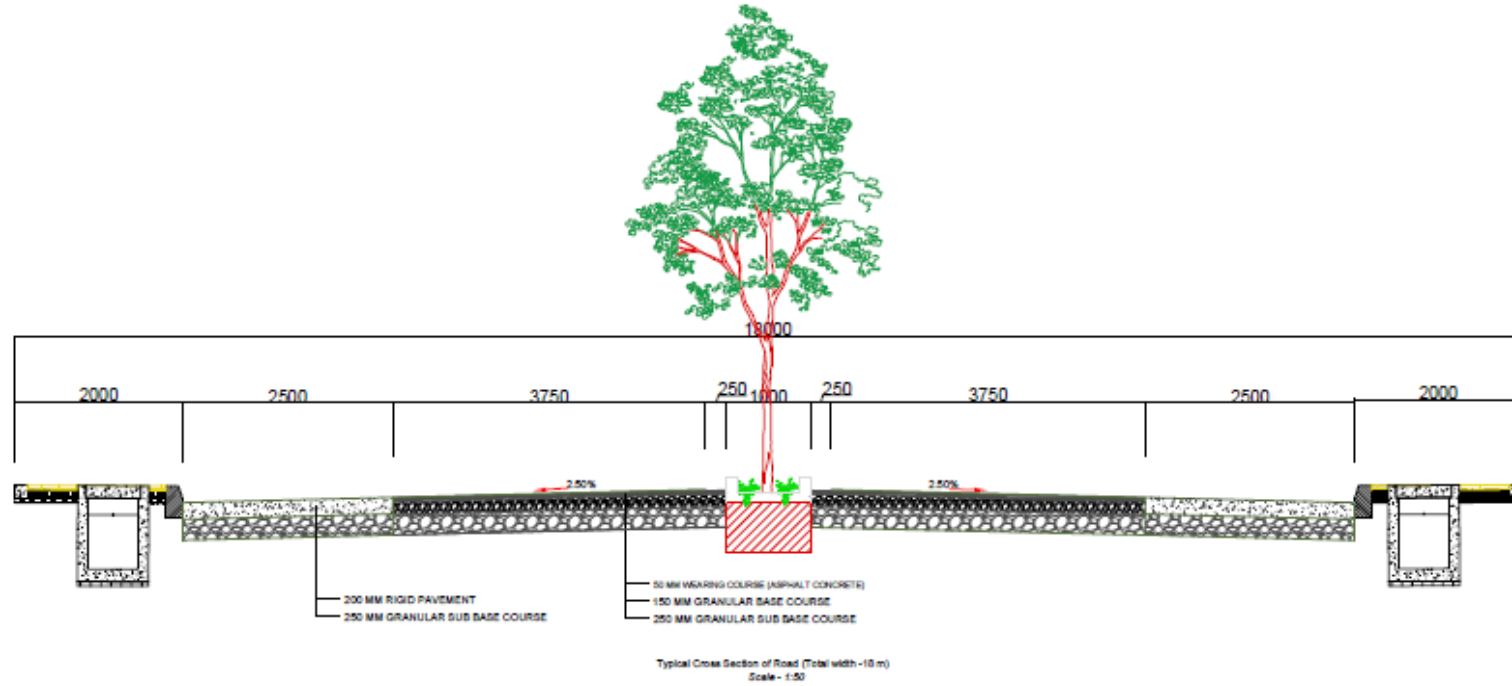 18000
2000 2500 3750 250 1000 250 3750 2500 2000
2.50% 2.50%
50 MM WEARING COURSE (ASPHALT CONCRETE)
200 MM RIGID PAVEMENT
150 MM GRANULAR BASE COURSE
250 MM GRANULAR SUB BASE COURSE
250 MM GRANULAR SUB BASE COURSE
Typical Cross Section of Road (Total width -18 m)
Scale - 1:50